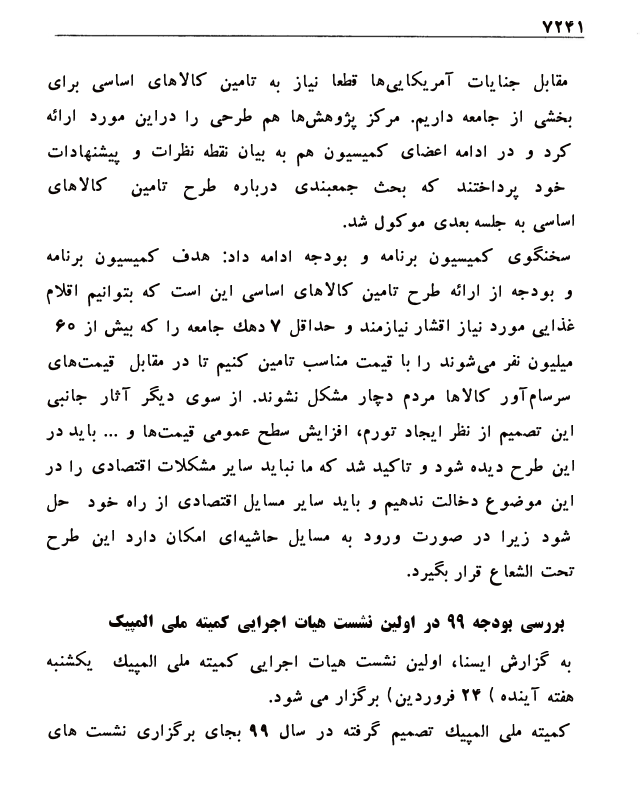 ۷۲۴۱
مقابل جنایات آمریکایی‌ها قطعا نیاز به تامین کالاهای اساسی برای
بخشی از جامعه داریم. مرکز پژوهش‌ها هم طرحی را دراین مورد ارائه
کرد و در ادامه اعضای کمیسیون هم به بیان نقطه نظرات و پیشنهادات
خود پرداختند که بحث جمعبندی درباره طرح تامین کالاهای
اساسی به جلسه بعدی موکول شد.
سخنگوی کمیسیون برنامه و بودجه ادامه داد: هدف کمیسیون برنامه
و بودجه از ارائه طرح تامین کالاهای اساسی این است که بتوانیم اقلام
غذایی مورد نیاز اقشار نیازمند و حداقل ۷ دهك جامعه را که بیش از ۶۰
میلیون نفر می‌شوند را با قیمت مناسب تامین کنیم تا در مقابل قیمت‌های
سرسام‌آور کالاها مردم دچار مشکل نشوند. از سوی دیگر آثار جانبی
این تصمیم از نظر ایجاد تورم، افزایش سطح عمومی قیمت‌ها و ... باید در
این طرح دیده شود و تاکید شد که ما نباید سایر مشکلات اقتصادی را در
این موضوع دخالت ندهیم و باید سایر مسایل اقتصادی از راه خود حل
شود زیرا در صورت ورود به مسایل حاشیه‌ای امکان دارد این طرح
تحت الشعاع قرار بگیرد.
بررسی بودجه ۹۹ در اولین نشست هیات اجرایی کمیته ملی المپیک
به گزارش ایسنا، اولین نشست هیات اجرایی کمیته ملی المپیك یکشنبه
هفته آینده ) ۲۴ فروردین) برگزار می شود.
کمیته ملی المپیك تصمیم گرفته در سال ۹۹ بجای برگزاری نشست های